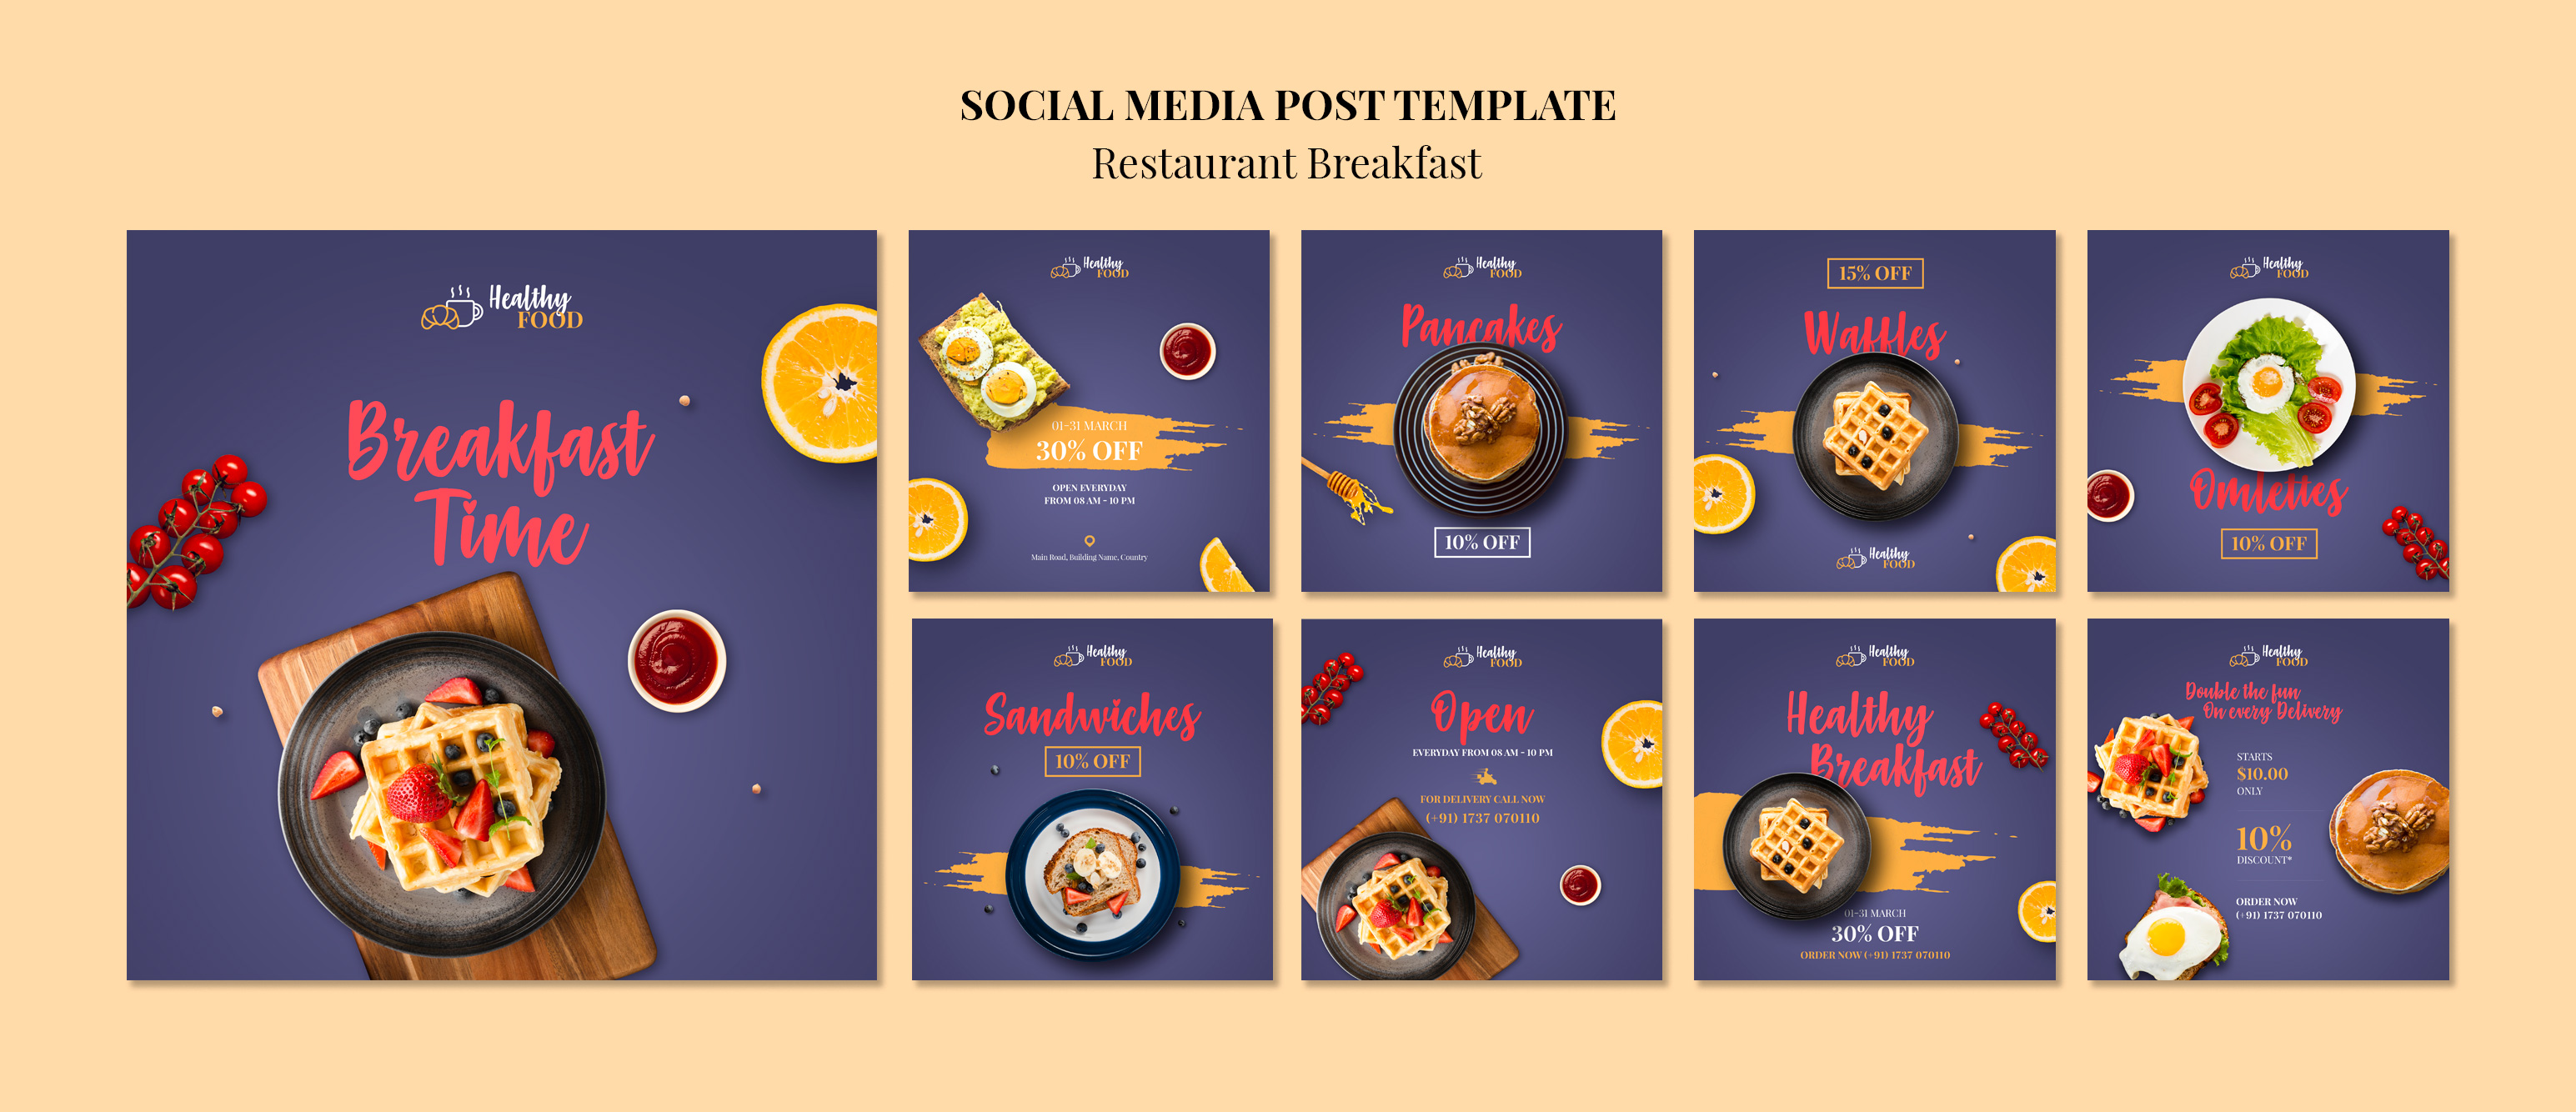 SOCIAL MEDIA POST TEMPLATE
Restaurant Breakfast
Healthy
FOOD
Breakfast
Time
Healthy
FOOD
01-31 MARCH
30% OFF
OPEN EVERYDAY
FROM 08 AM - 10 PM
Main Road, Building Name, Country
Healthy
FOOD
Pancakes
10% OFF
15% OFF
Waffles
Healthy
FOOD
Healthy
FOOD
Omlettes
10% OFF
Healthy
FOOD
Sandwiches
10% OFF
Healthy
FOOD
Open
EVERYDAY FROM 08 AM - 10 PM
FOR DELIVERY CALL NOW
(+91) 1737 070110
Healthy
FOOD
Healthy
Breakfast
01-31 MARCH
30% OFF
ORDER NOW (+91) 1737 070110
Healthy
FOOD
Double the fun
On every Delivery
STARTS
$10.00
ONLY
10%
DISCOUNT*
ORDER NOW
(+91) 1737 070110